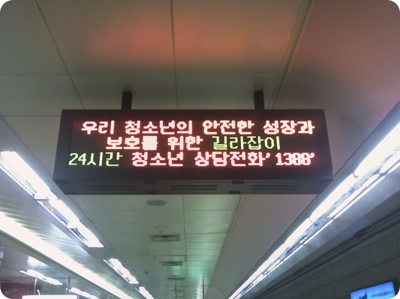 우리 청소년의 안전한 성장과
보호를 위한 길라잡이
24시간 청소년 상담전화'1388'